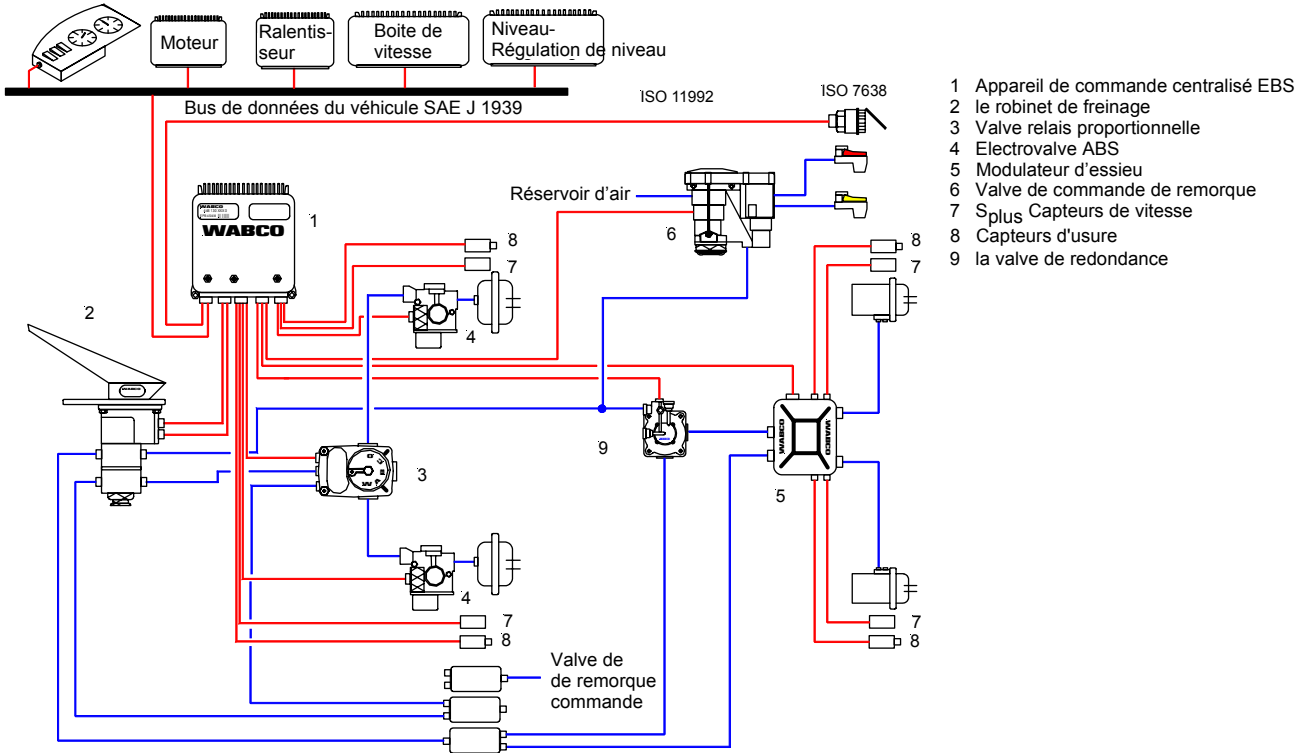 Moteur
Ralentis-
seur
Boite de
vitesse
Niveau-
Régulation de niveau
Bus de données du véhicule SAE J 1939
ISO 11992
ISO 7638
1 Appareil de commande centralisé EBS
2 le robinet de freinage
3 Valve relais proportionnelle
4 Electrovalve ABS
5 Modulateur d'essieu
6 Valve de commande de remorque
7 Splus Capteurs de vitesse
8 Capteurs d'usure
9 la valve de redondance
Réservoir d'air
WABCO
1
6
8
7
4
8
7
2
WABCO
3
9
WABCO
WABCO
5
4
7
8
7
8
Valve de
de remorque
commande